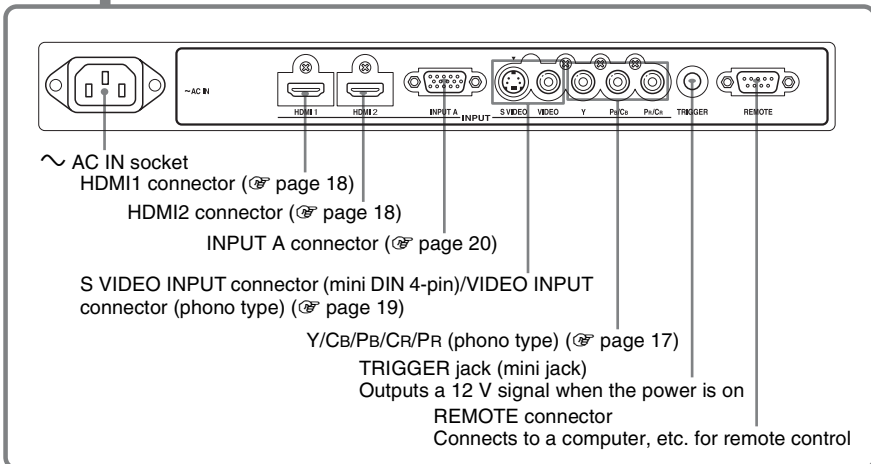 ~AC IN
HDMI 1 HDMI 2 INPUT A S VIDEO VIDEO Y PB/CB PR/CR TRIGGER REMOTE
INPUT
~ AC IN socket
HDMI1 connector (☞ page 18)
HDMI2 connector (☞ page 18)
INPUT A connector (☞ page 20)
S VIDEO INPUT connector (mini DIN 4-pin)/VIDEO INPUT
connector (phono type) (☞ page 19)
Y/CB/PB/CR/PR (phono type) (☞ page 17)
TRIGGER jack (mini jack)
Outputs a 12 V signal when the power is on
REMOTE connector
Connects to a computer, etc. for remote control